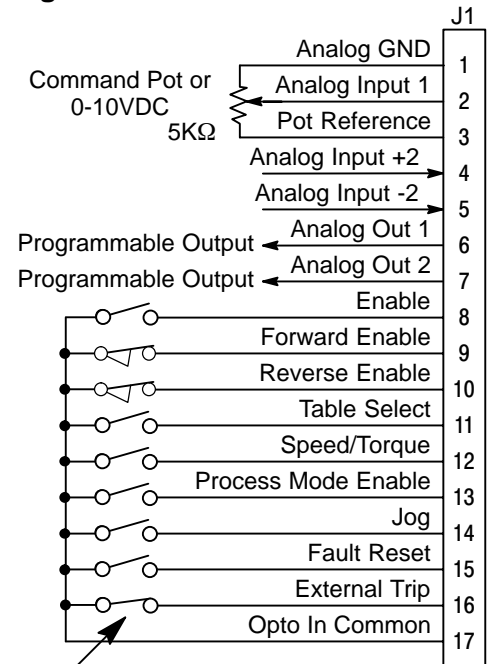 J1
Analog GND 1
Command Pot or
0-10VDC
5KΩ
Analog Input 1 2
Pot Reference 3
Analog Input +2 4
Analog Input -2 5
Programmable Output Analog Out 1 6
Programmable Output Analog Out 2 7
Enable 8
Forward Enable 9
Reverse Enable 10
Table Select 11
Speed/Torque 12
Process Mode Enable 13
Jog 14
Fault Reset 15
External Trip 16
Opto In Common 17